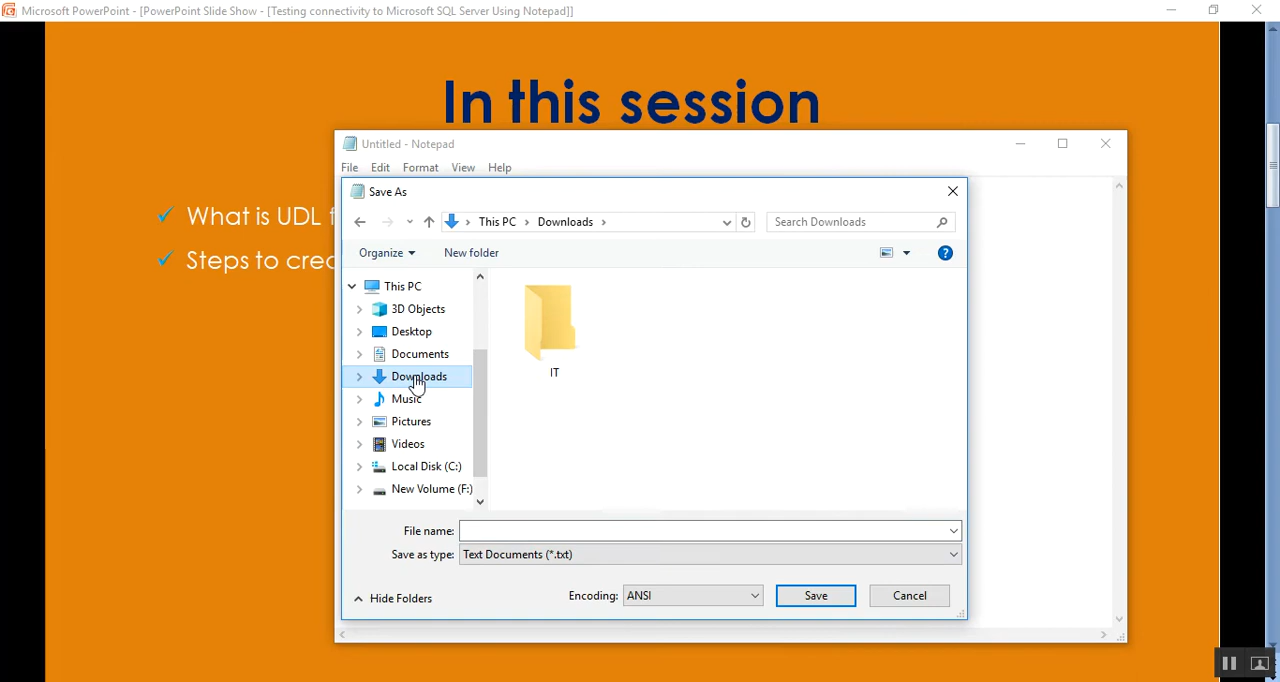 Microsoft PowerPoint - [PowerPoint Slide Show - [Testing connectivity to Microsoft SQL Server Using Notepad]]
In this session
What is UDL
Steps to crea
Untitled - Notepad
File Edit Format View Help
Save As
This PC > Downloads >
Search Downloads
Organize
New folder
This PC
3D Objects
Desktop
Documents
Downloads
Music
Pictures
Videos
Local Disk (C:)
New Volume (F:)
IT
File name:
Save as type: Text Documents (*.txt)
Hide Folders
Encoding: ANSI
Save
Cancel